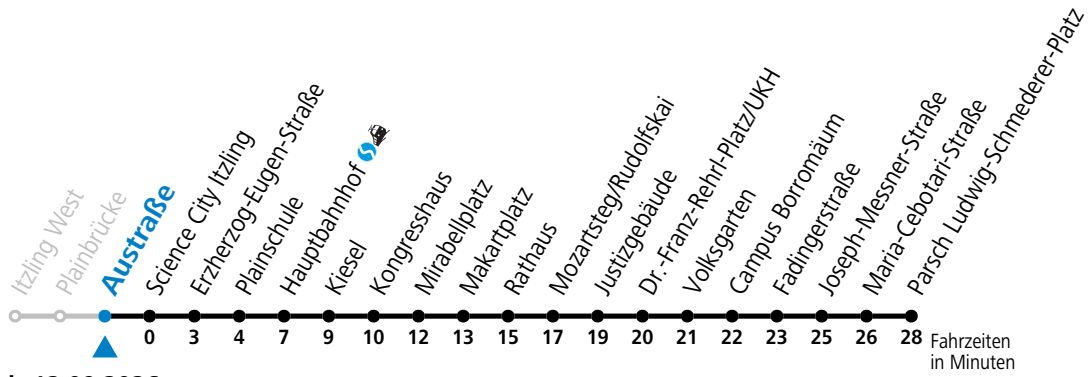 Itzling West
Plainbrücke
Austraße
Science City Itzling
Erzherzog-Eugen-Straße
Plainschule
Hauptbahnhof
Kiesel
Kongresshaus
Mirabellplatz
Makartplatz
Rathaus
Mozartsteg/Rudolfskai
Justizgebäude
Dr.-Franz-Rehrl-Platz/UKH
Volksgarten
Campus Borromäum
Fadingerstraße
Joseph-Messner-Straße
Maria-Cebotari-Straße
Parsch Ludwig-Schmederer-Platz
0 3 4 7 9 10 12 13 15 17 19 20 21 22 23 25 26 28
Fahrzeiten
in Minuten